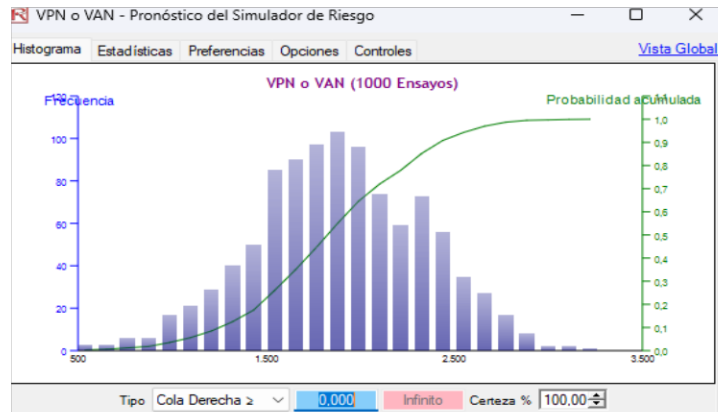 VPN o VAN - Pronóstico del Simulador de Riesgo
Histograma Estadísticas Preferencias Opciones Controles Vista Global
VPN o VAN (1000 Ensayos)
Frecuencia Probabilidad acumulada
120 1,1
100 1,0
80 0,9
60 0,8
40 0,7
20 0,6
0 0,5
0,4
0,3
0,2
0,1
0,0
500 1.500 2.500 3.500
Tipo Cola Derecha ≥ 0,000 Infinito Certeza % 100,00